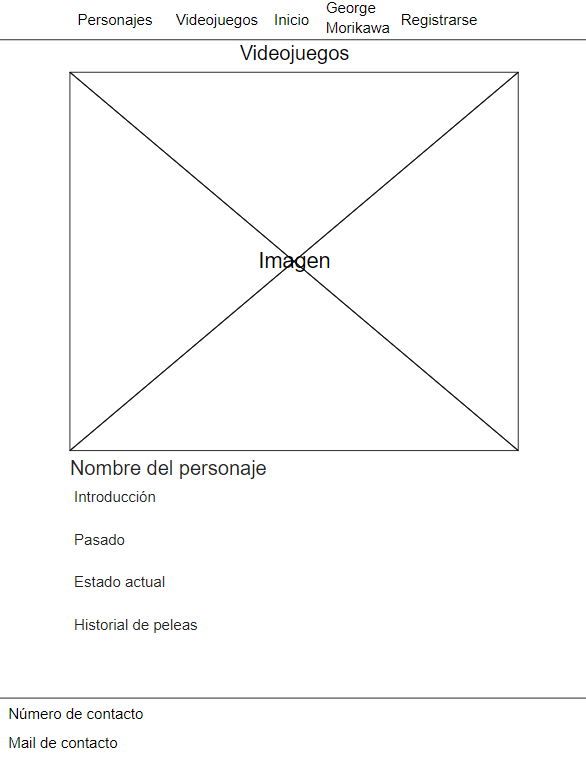 Personajes Videojuegos Inicio George Morikawa Registrarse
Videojuegos
Imagen
Nombre del personaje
Introducción
Pasado
Estado actual
Historial de peleas
Número de contacto
Mail de contacto